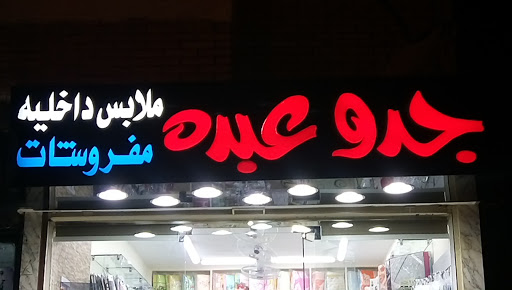 جدو عبده
ملابس داخليه
مفروشات